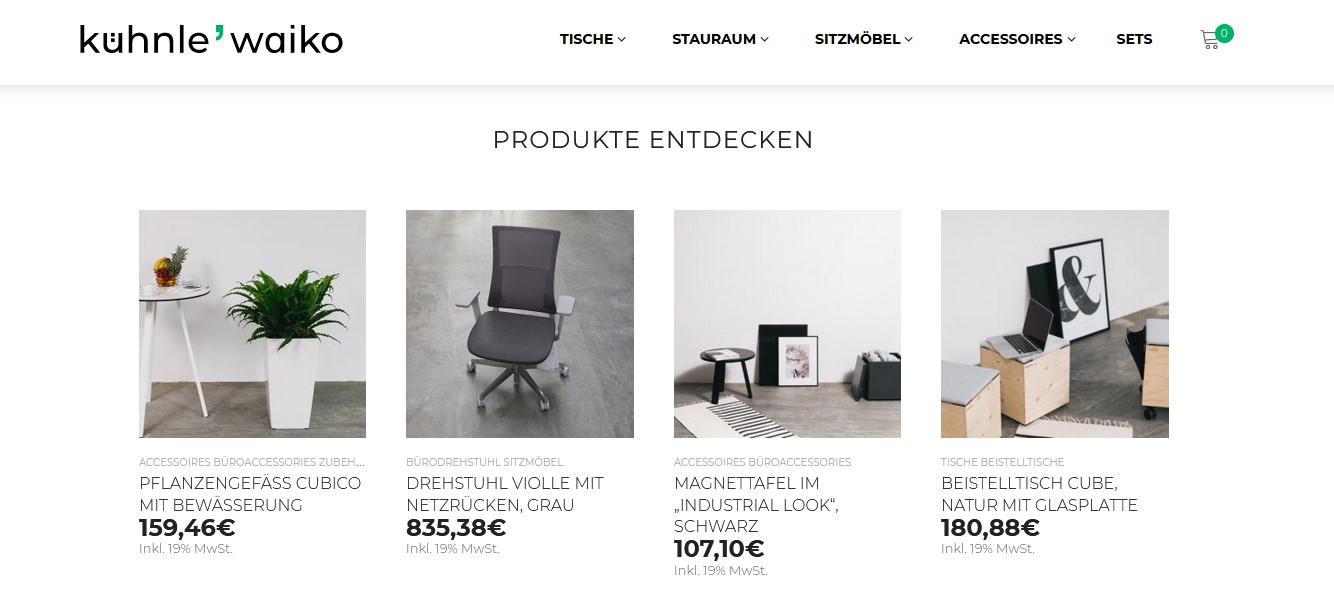 kühnle'waiko
TISCHE
STAURAUM
SITZMÖBEL
ACCESSOIRES
SETS
0
PRODUKTE ENTDECKEN
ACCESSOIRES BÜROACCESSORIES ZUBEH...
PFLANZENGEFÄSS CUBICO
MIT BEWÄSSERUNG
159,46€
Inkl. 19% MwSt.
BÜRODREHSTUHL SITZMÖBEL
DREHSTUHL VIOLLE MIT
NETZRÜCKEN, GRAU
835,38€
Inkl. 19% MwSt.
ACCESSOIRES BÜROACCESSORIES
MAGNETTAFEL IM
„INDUSTRIAL LOOK“,
SCHWARZ
107,10€
Inkl. 19% MwSt.
&
TISCHE BEISTELLTISCHE
BEISTELLTISCH CUBE,
NATUR MIT GLASPLATTE
180,88€
Inkl. 19% MwSt.